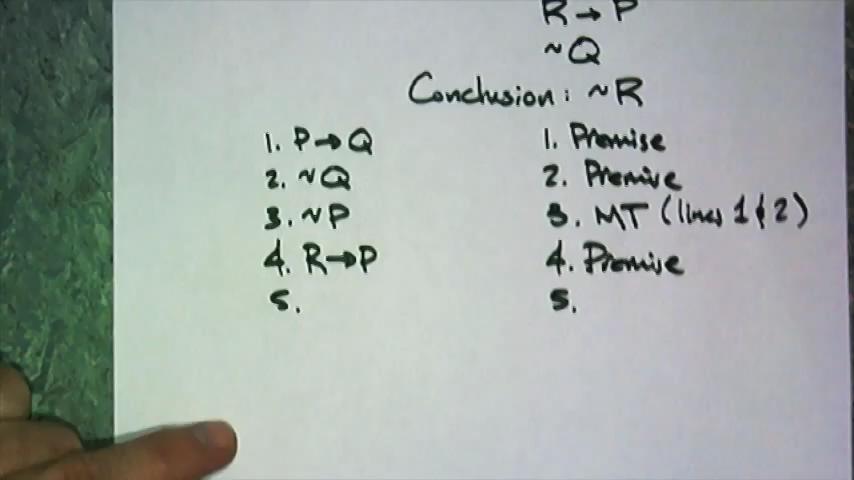 R → P
~Q
Conclusion: ~R
1. P→Q 1. Premise
2. ~Q 2. Premise
3. ~P 3. MT (lines 1 & 2)
4. R→P 4. Premise
5. 5.